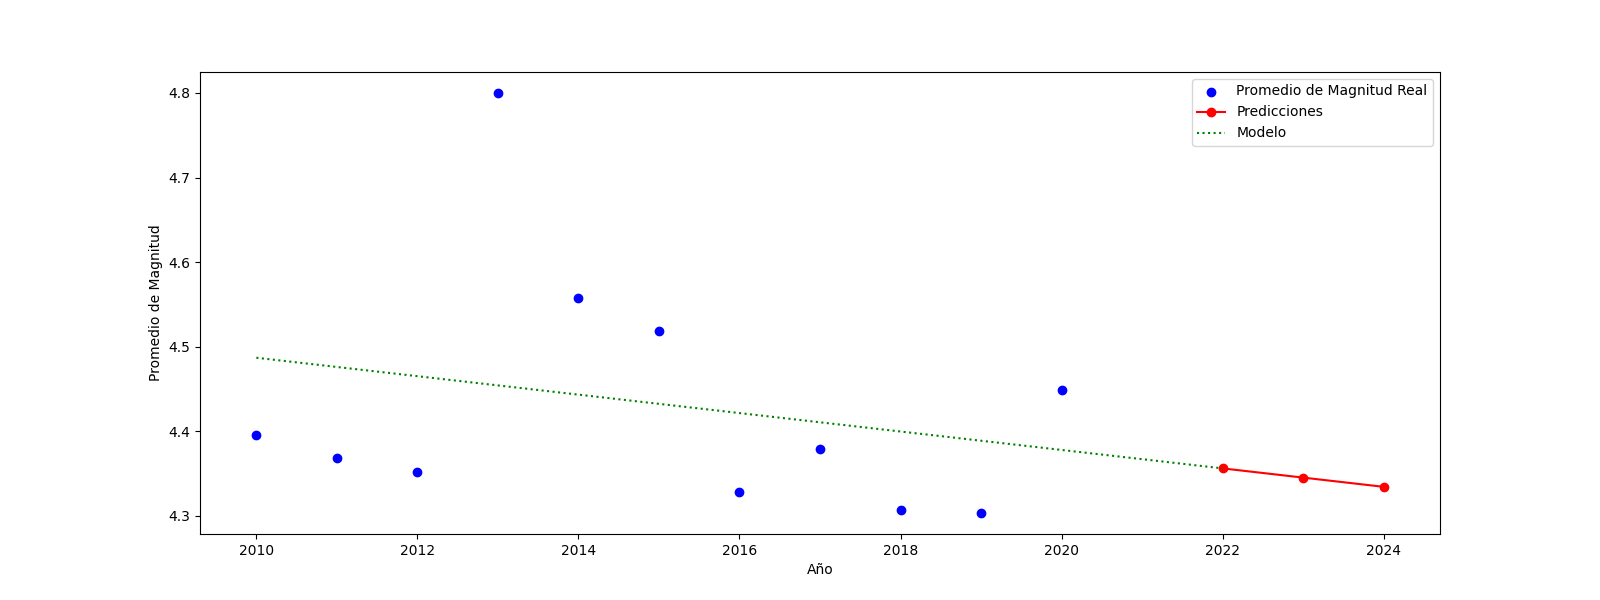 Promedio de Magnitud Real
Predicciones
Modelo
4.8
4.7
4.6
4.5
4.4
4.3
Promedio de Magnitud
2010 2012 2014 2016 2018 2020 2022 2024
Año